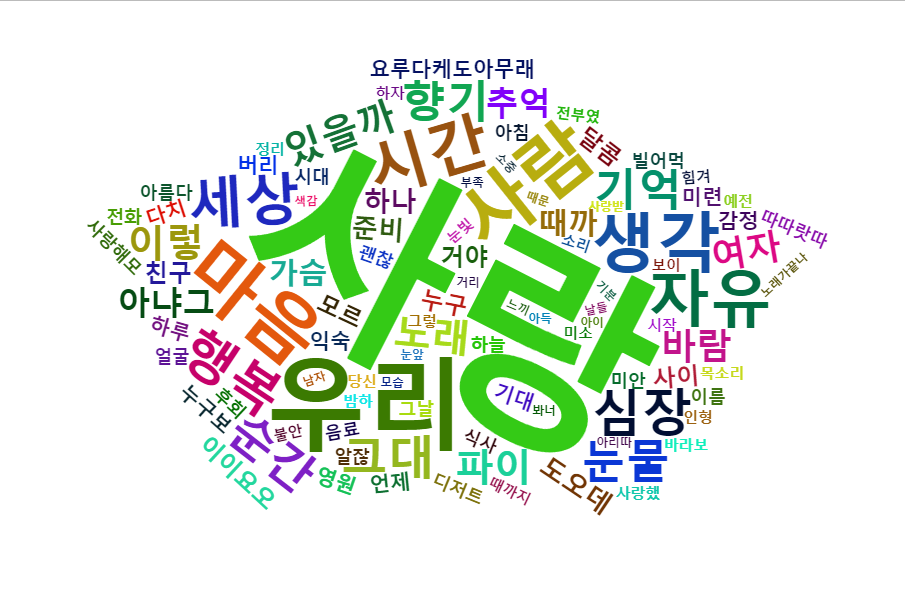 요루다케도아무래
하자
향기
추억
전부였
있을까
시간
아침
사람
달콤
정리
버리
시대
소중
빌어먹
힘겨
아름다
세상
색감
하나
부족
때문
기억
미련
예전
사랑받
전화
다치
사랑해모
이렇
준비
눈빛
때까
생각
감정
따따랏따
여자
사랑
괜찮
거야
소리
보이
노래가끝나
친구
마음
가슴
거리
기분
자유
아냐그
모르
누구
느끼
아득
날들
아이
하루
그렇
노래
하늘
미소
시작
바람
얼굴
행복
익숙
눈앞
우리
남자
당신
모습
기대
미안
사이
목소리
누구보
후회
밤하
그날
봐너
심장
이름
인형
순간
불안
음료
식사
아리따
바라보
이이요오
알잖
그대
파이
눈물
영원
언제
디저트
때까지
도오데
사랑했